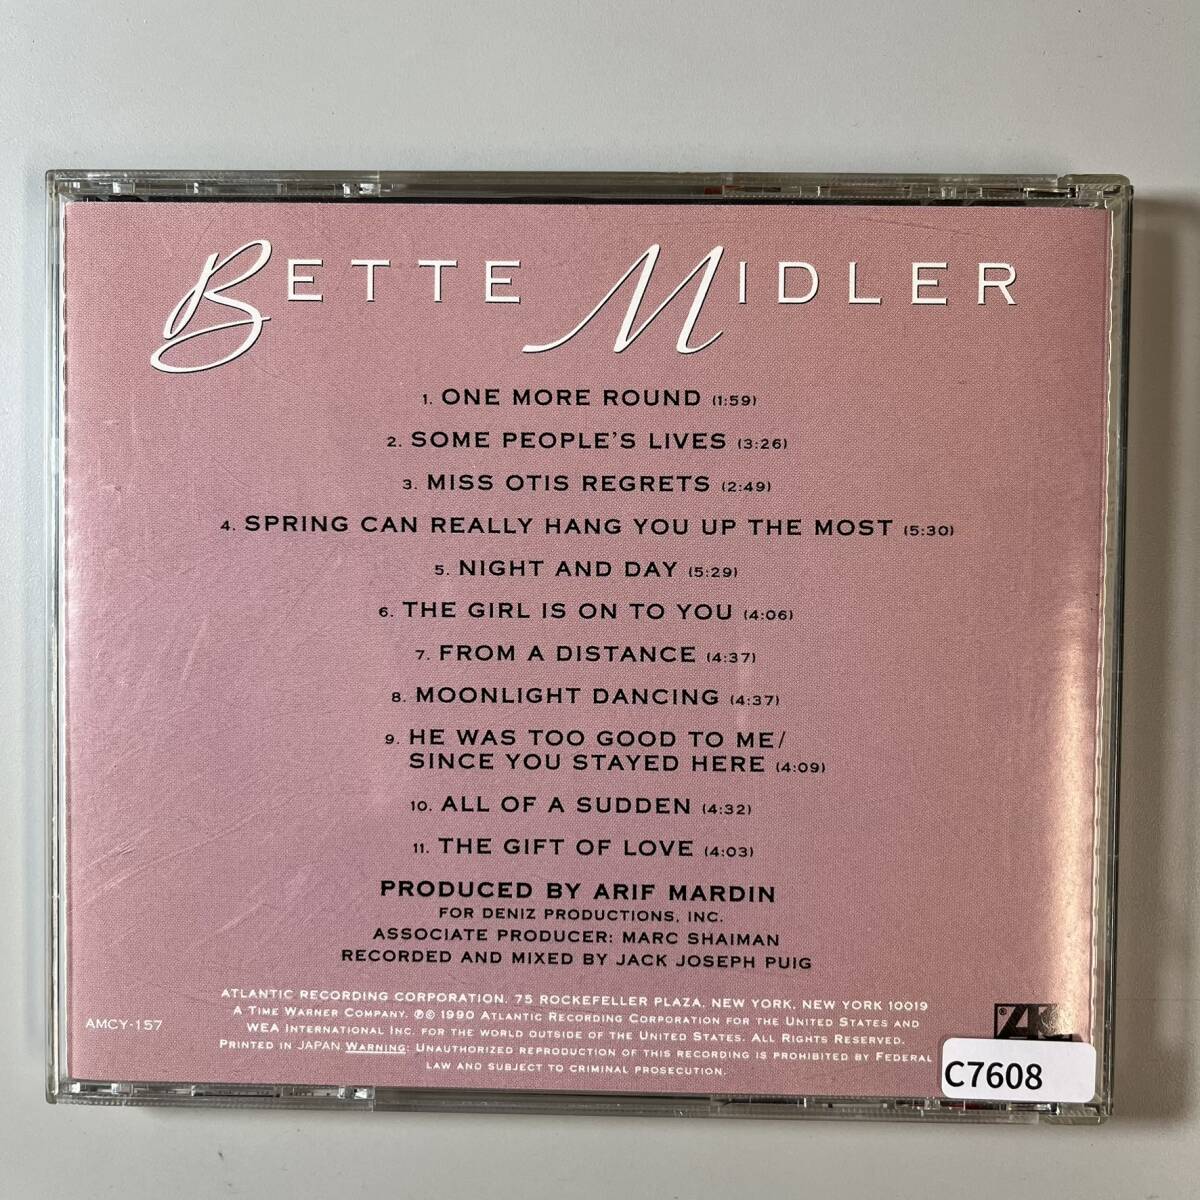 BETTE MIDLER
1. ONE MORE ROUND (1:59)
2. SOME PEOPLE'S LIVES (3:26)
3. MISS OTIS REGRETS (2:49)
4. SPRING CAN REALLY HANG YOU UP THE MOST (5:30)
5. NIGHT AND DAY (5:29)
6. THE GIRL IS ON TO YOU (4:06)
7. FROM A DISTANCE (4:37)
8. MOONLIGHT DANCING (4:37)
9. HE WAS TOO GOOD TO ME/
SINCE YOU STAYED HERE (4:09)
10. ALL OF A SUDDEN (4:32)
11. THE GIFT OF LOVE (4:03)
PRODUCED BY ARIF MARDIN
FOR DENIZ PRODUCTIONS, INC.
ASSOCIATE PRODUCER: MARC SHAIMAN
RECORDED AND MIXED BY JACK JOSEPH PUIG
ATLANTIC RECORDING CORPORATION, 75 ROCKEFELLER PLAZA, NEW YORK, NEW YORK 10019
A TIME WARNER COMPANY. ℗© 1990 ATLANTIC RECORDING CORPORATION FOR THE UNITED STATES AND
WEA INTERNATIONAL INC. FOR THE WORLD OUTSIDE OF THE UNITED STATES. ALL RIGHTS RESERVED.
PRINTED IN JAPAN. WARNING: UNAUTHORIZED REPRODUCTION OF THIS RECORDING IS PROHIBITED BY FEDERAL
LAW AND SUBJECT TO CRIMINAL PROSECUTION.
AMCY-157
C7608